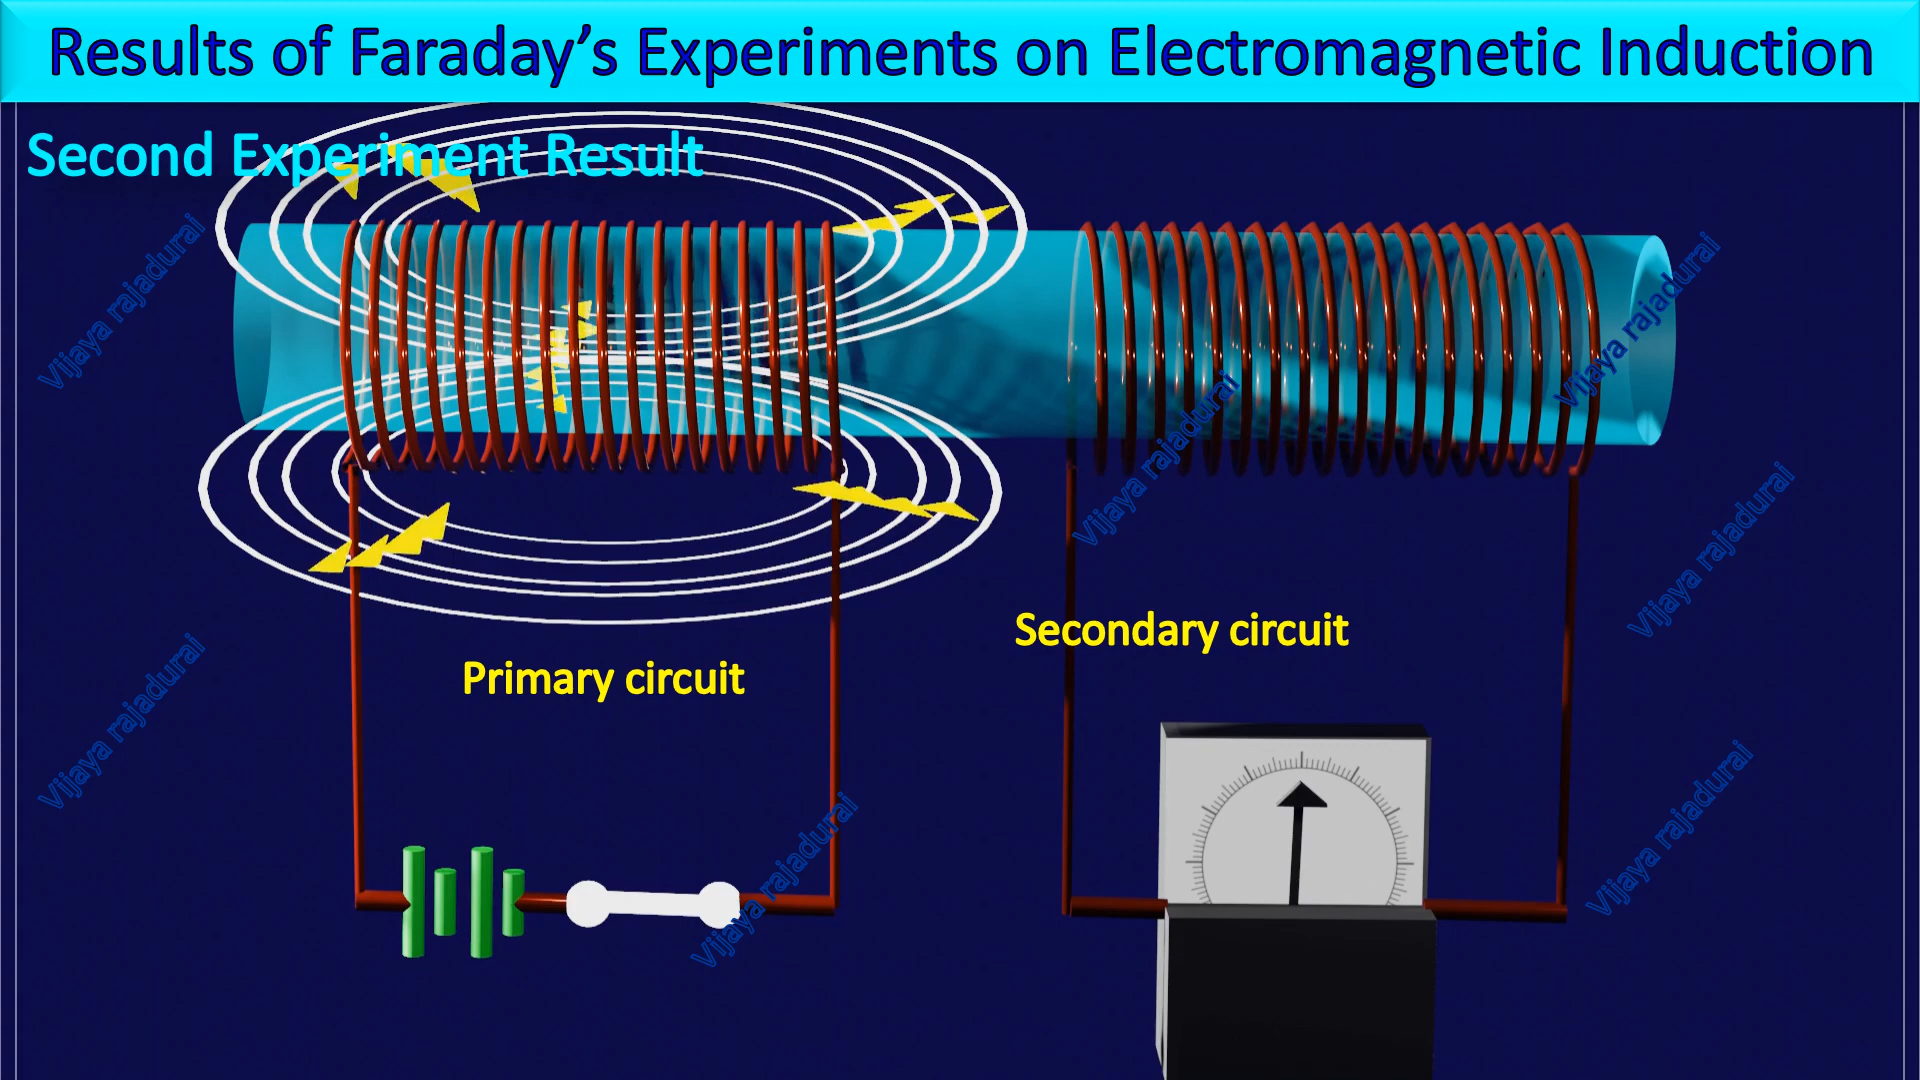 Results of Faraday’s Experiments on Electromagnetic Induction
Second Experiment Result
Vijaya rajadurai
Vijaya rajadurai
Vijaya rajadurai
Vijaya rajadurai
Secondary circuit
Primary circuit
Vijaya rajadurai
Vijaya rajadurai
Vijaya rajadurai